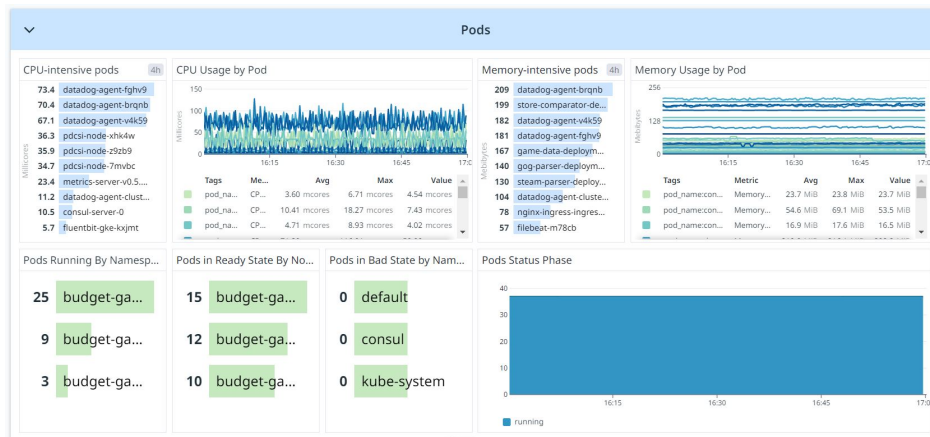 Pods
CPU-intensive pods 4h
Millicores
73.4 datadog-agent-fghv9
70.4 datadog-agent-brqnb
67.1 datadog-agent-v4k59
36.3 pdcsi-node-xhk4w
35.9 pdcsi-node-z9zb9
34.7 pdcsi-node-7mvbc
23.4 metrics-server-v0.5....
11.2 datadog-agent-clust...
10.5 consul-server-0
5.7 fluentbit-gke-kxjmt
CPU Usage by Pod
Millicores
150
100
50
0
16:15 16:30 16:45 17:0
Tags Me... Avg Max Value
pod_na... CP... 3.60 mcores 6.71 mcores 4.54 mcores
pod_na... CP... 10.41 mcores 18.27 mcores 7.43 mcores
pod_na... CP... 4.71 mcores 8.93 mcores 4.02 mcores
Memory-intensive pods 4h
Mebibytes
209 datadog-agent-brqnb
199 store-comparator-de...
182 datadog-agent-v4k59
181 datadog-agent-fghv9
167 game-data-deploym...
140 gog-parser-deploym...
130 steam-parser-deploy...
104 datadog-agent-cluste...
78 nginx-ingress-ingres...
57 filebeat-m78cb
Memory Usage by Pod
Mebibytes
256
128
0
16:15 16:30 16:45 17:0
Tags Metric Avg Max Value
pod_name:con... Memory... 23.7 MiB 23.8 MiB 23.7 MiB
pod_name:con... Memory... 54.6 MiB 69.1 MiB 53.5 MiB
pod_name:con... Memory... 16.9 MiB 17.6 MiB 16.5 MiB
Pods Running By Namesp...
25 budget-ga...
9 budget-ga...
3 budget-ga...
Pods in Ready State By No...
15 budget-ga...
12 budget-ga...
10 budget-ga...
Pods in Bad State by Nam...
0 default
0 consul
0 kube-system
Pods Status Phase
40
30
20
10
0
16:15 16:30 16:45 17:0
running